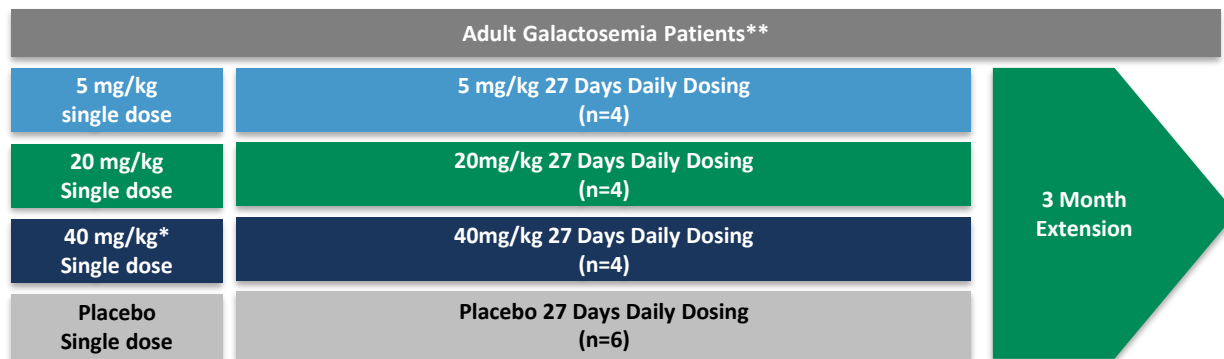 Adult Galactosemia Patients**
5 mg/kg
single dose
5 mg/kg 27 Days Daily Dosing
(n=4)
20 mg/kg
Single dose
20mg/kg 27 Days Daily Dosing
(n=4)
40 mg/kg*
Single dose
40mg/kg 27 Days Daily Dosing
(n=4)
Placebo
Single dose
Placebo 27 Days Daily Dosing
(n=6)
3 Month
Extension